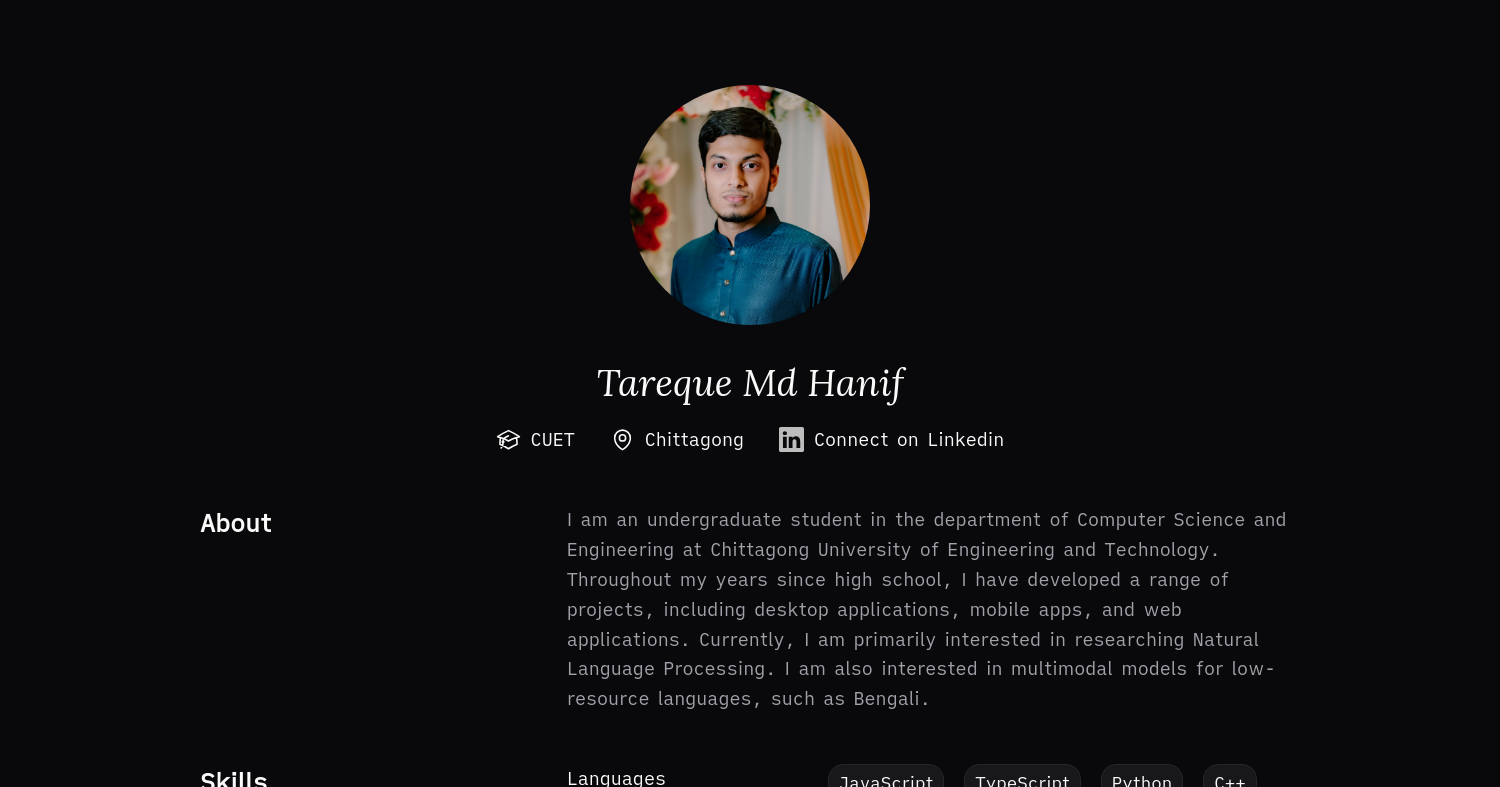 Tareque Md Hanif
CUET Chittagong Connect on Linkedin
About
I am an undergraduate student in the department of Computer Science and
Engineering at Chittagong University of Engineering and Technology.
Throughout my years since high school, I have developed a range of
projects, including desktop applications, mobile apps, and web
applications. Currently, I am primarily interested in researching Natural
Language Processing. I am also interested in multimodal models for low-
resource languages, such as Bengali.
Skills
Languages JavaScript TypeScript Python C++